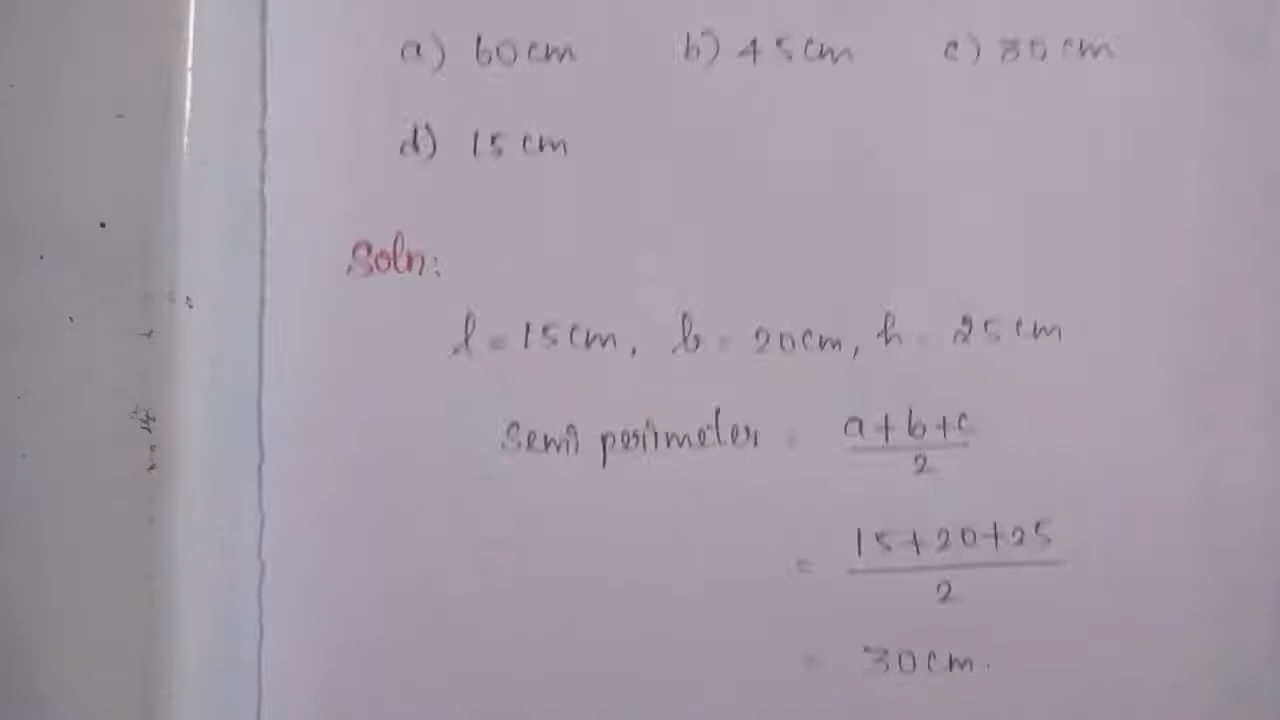 a) 60cm b) 45cm c) 30cm
d) 15cm
Soln:
l = 15cm, b = 20cm, h = 25cm
Semi perimeter = a+b+c
2
= 15+20+25
2
= 30cm.